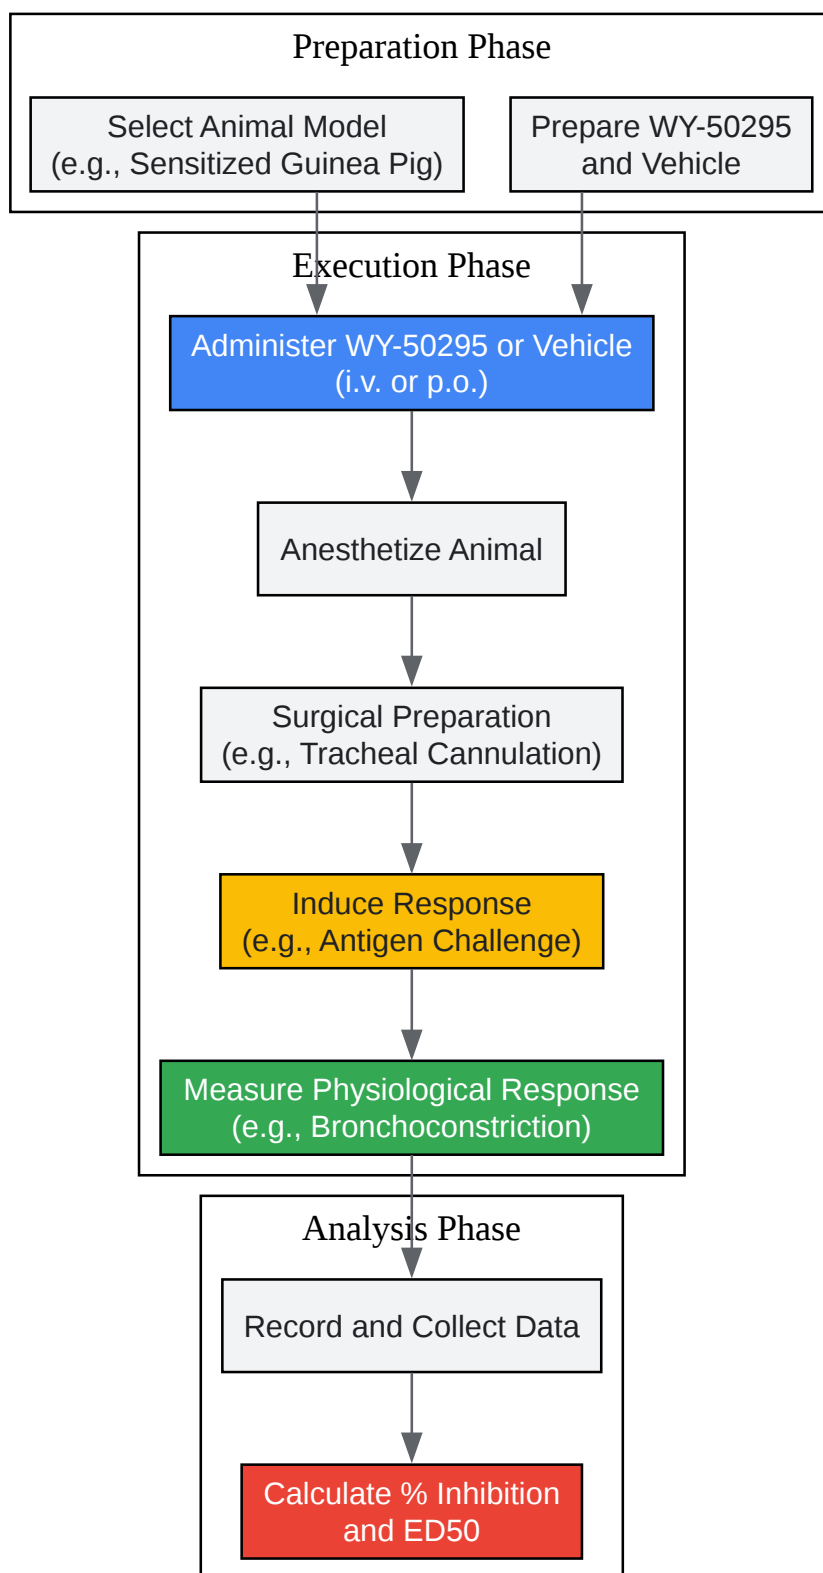 Preparation Phase
Select Animal Model
(e.g., Sensitized Guinea Pig)
Prepare WY-50295
and Vehicle
Execution Phase
Administer WY-50295 or Vehicle
(i.v. or p.o.)
Anesthetize Animal
Surgical Preparation
(e.g., Tracheal Cannulation)
Induce Response
(e.g., Antigen Challenge)
Measure Physiological Response
(e.g., Bronchoconstriction)
Analysis Phase
Record and Collect Data
Calculate % Inhibition
and ED50